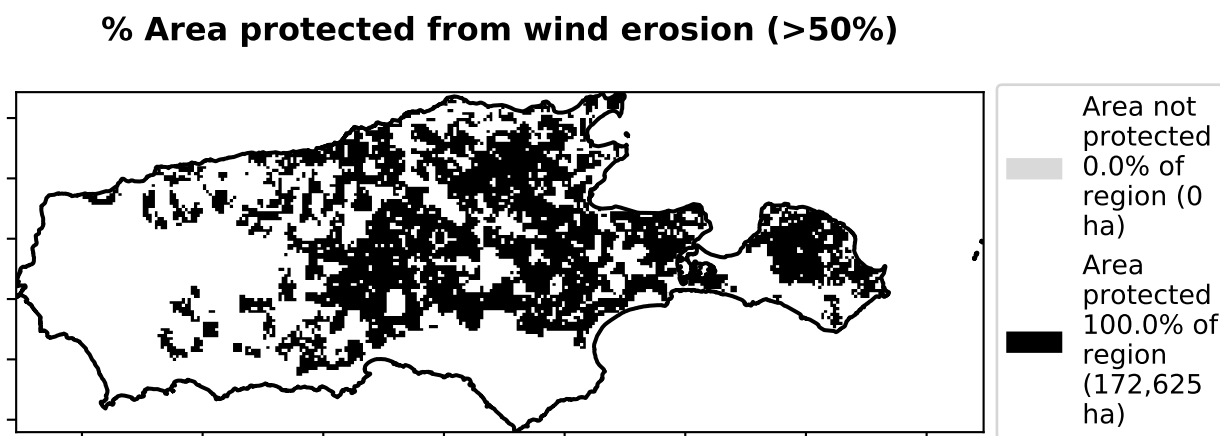 % Area protected from wind erosion (>50%)
Area not
protected
0.0% of
region (0
ha)
Area
protected
100.0% of
region
(172,625
ha)